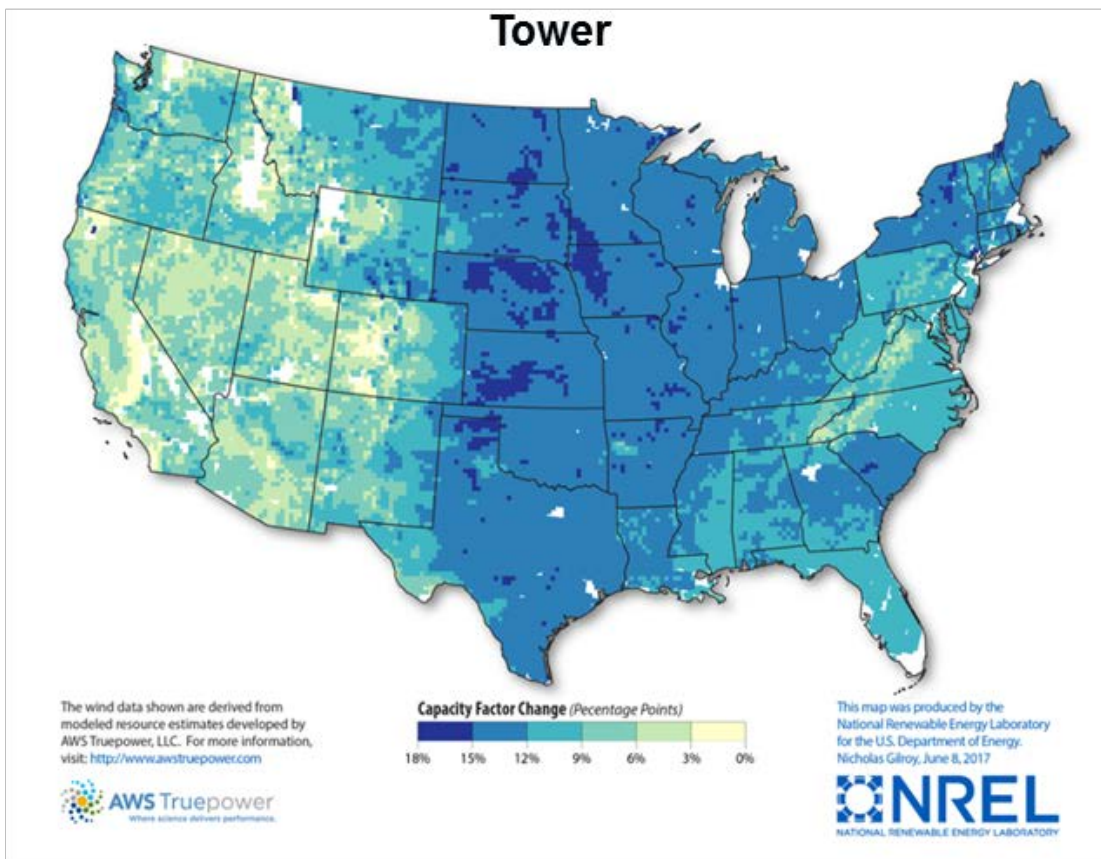 Tower
The wind data shown are derived from
modeled resource estimates developed by
AWS Truepower, LLC. For more information,
visit: http://www.awstruepower.com
AWS Truepower
Where science delivers performance.
Capacity Factor Change (Pecentage Points)
18% 15% 12% 9% 6% 3% 0%
This map was produced by the
National Renewable Energy Laboratory
for the U.S. Department of Energy.
Nicholas Gilroy, June 8, 2017
NREL
NATIONAL RENEWABLE ENERGY LABORATORY